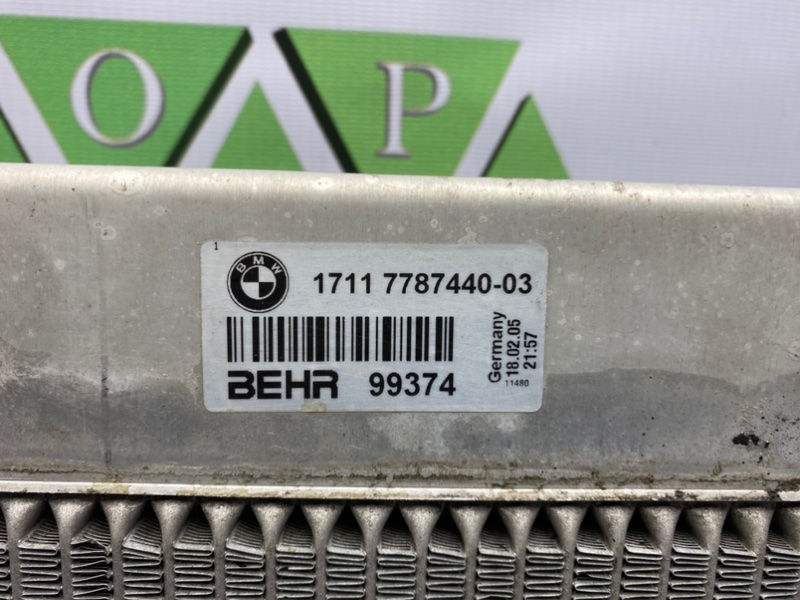 O P
1
BMW
1711 7787440-03
BEHR 99374
Germany
18.02.05
21:57
11480